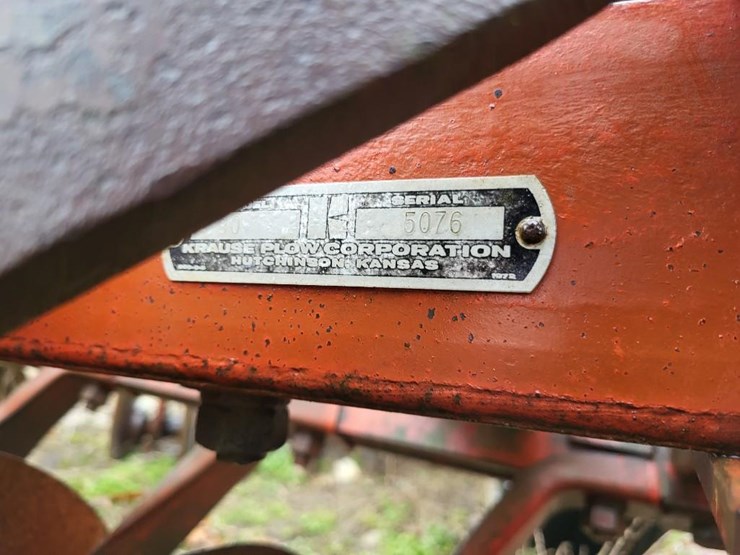 SERIAL
5076
KRAUSE PLOW CORPORATION
HUTCHINSON, KANSAS